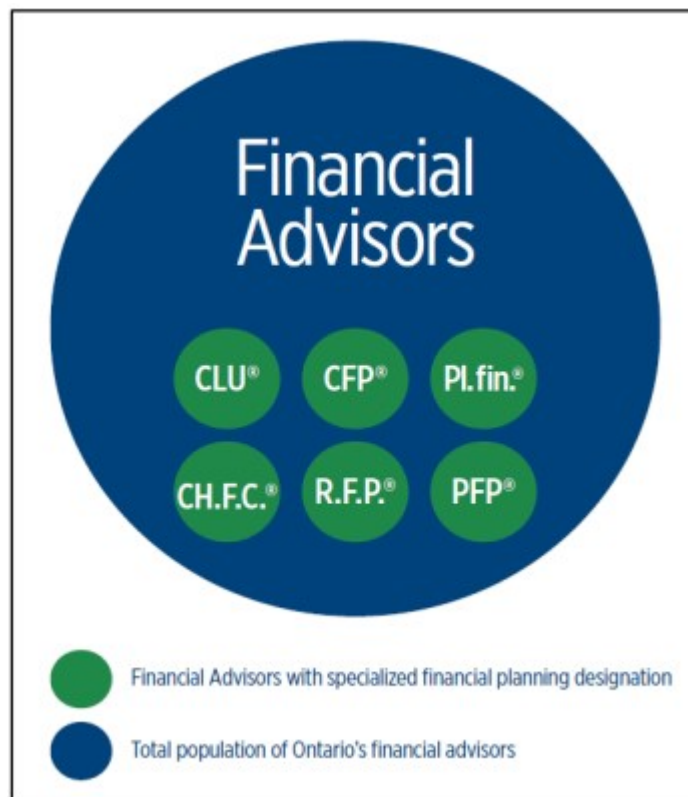 Financial
Advisors
CLU® CFP® Pl.fin.®
CH.F.C.® R.F.P.® PFP®
Financial Advisors with specialized financial planning designation
Total population of Ontario's financial advisors